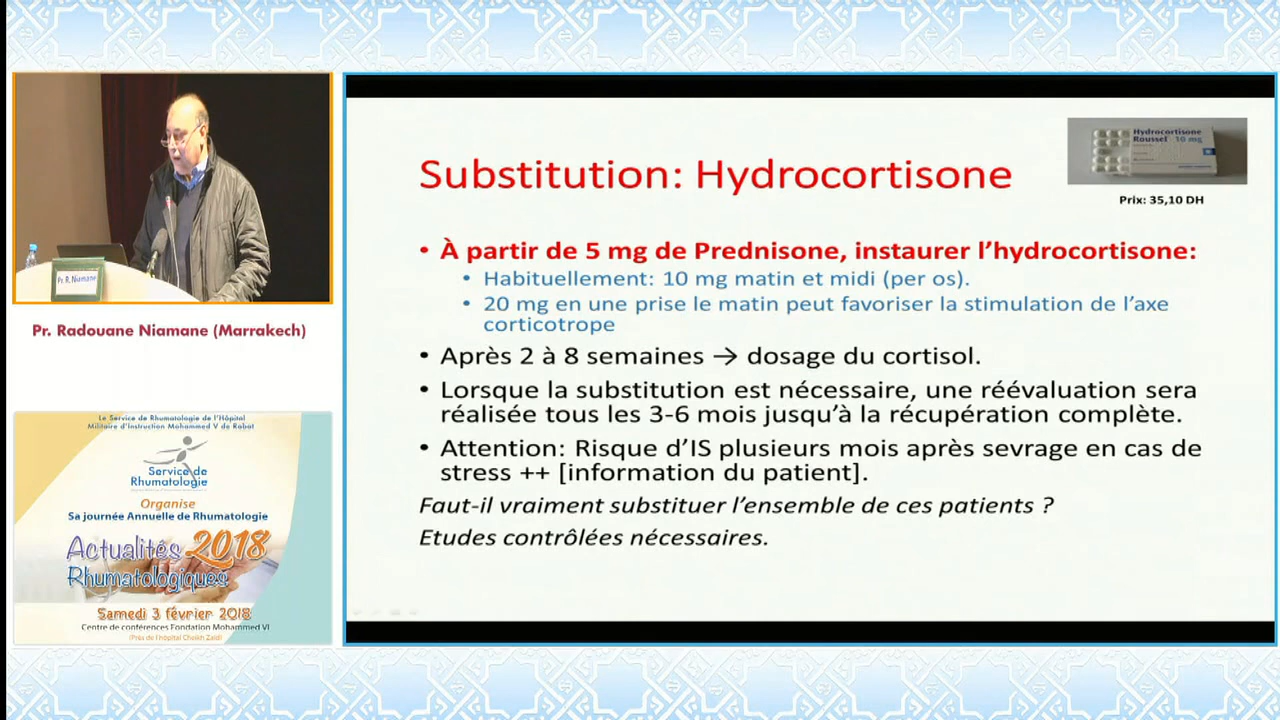 Pr. R. Niamane
Pr. Radouane Niamane (Marrakech)
Le Service de Rhumatologie de l'Hôpital
Militaire d'Instruction Mohammed V de Rabat
Service de
Rhumatologie
Organise
Sa journée Annuelle de Rhumatologie
Actualités 2018
Rhumatologiques
Samedi 3 février 2018
Centre de conférences Fondation Mohammed VI
(Près de l'hôpital Cheikh Zaid)
Hydrocortisone
Roussel 10 mg
Prix: 35,10 DH
Substitution: Hydrocortisone
• À partir de 5 mg de Prednisone, instaurer l'hydrocortisone:
• Habituellement: 10 mg matin et midi (per os).
• 20 mg en une prise le matin peut favoriser la stimulation de l'axe
corticotrope
• Après 2 à 8 semaines → dosage du cortisol.
• Lorsque la substitution est nécessaire, une réévaluation sera
réalisée tous les 3-6 mois jusqu'à la récupération complète.
• Attention: Risque d'IS plusieurs mois après sevrage en cas de
stress ++ [information du patient].
Faut-il vraiment substituer l'ensemble de ces patients ?
Etudes contrôlées nécessaires.